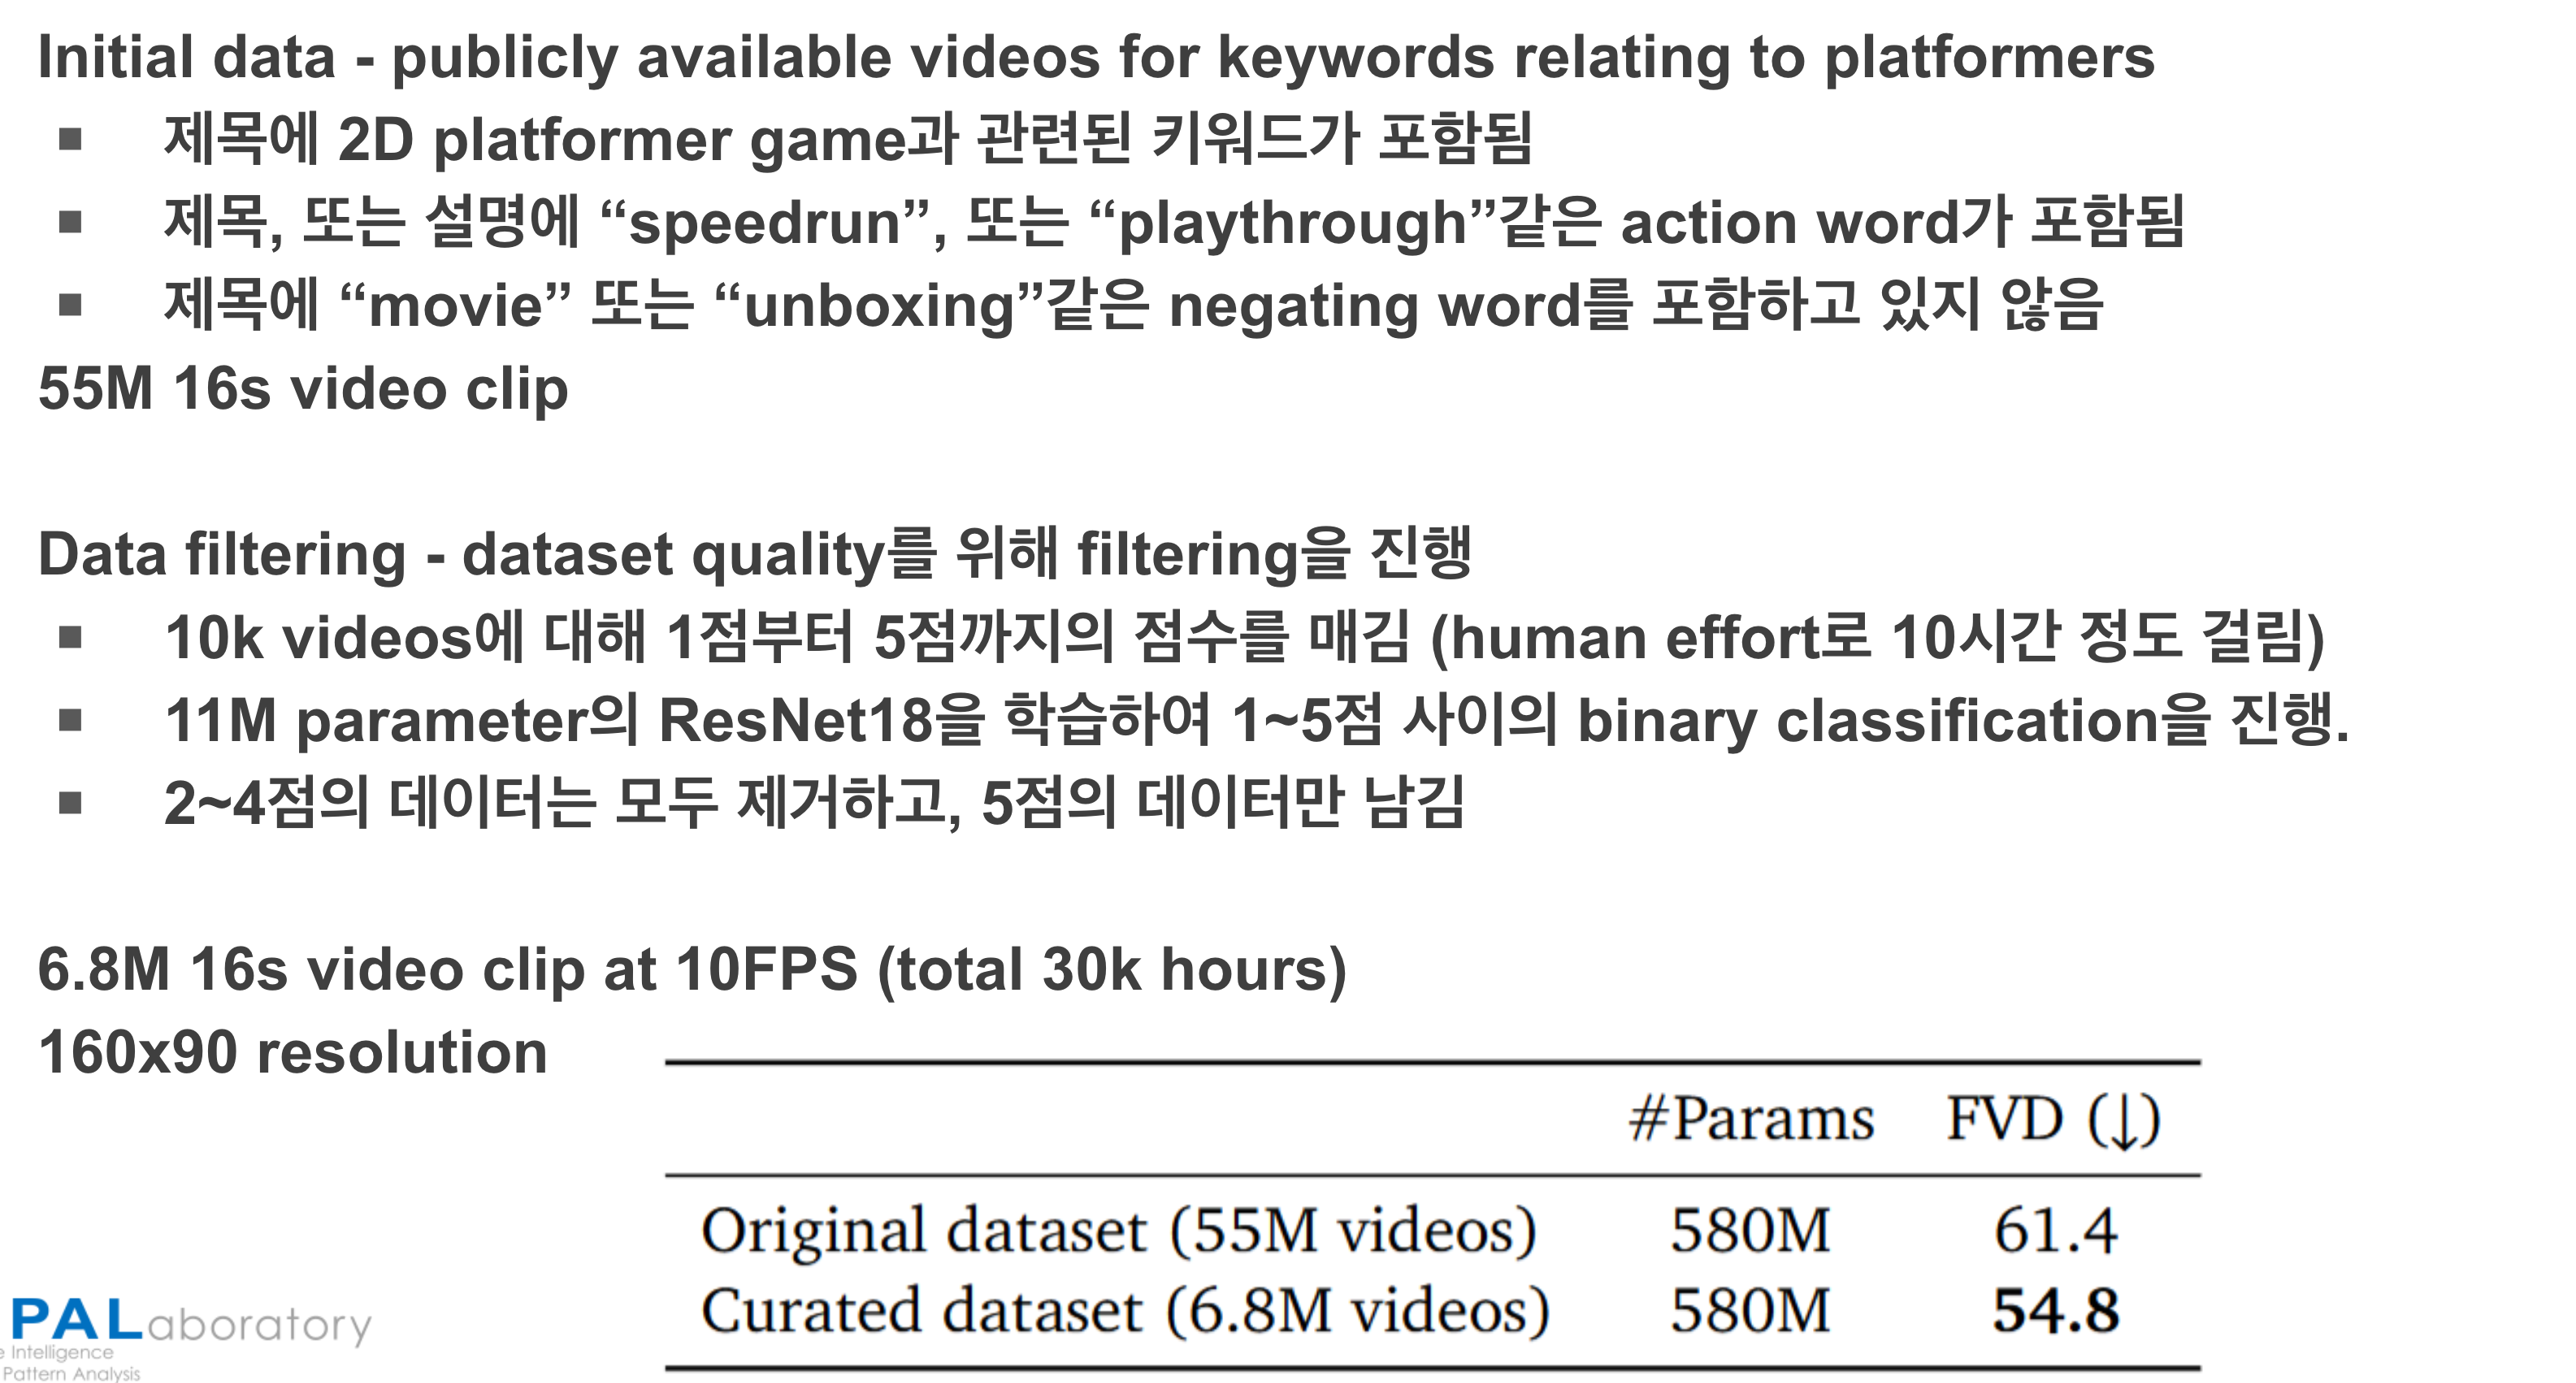 Initial data - publicly available videos for keywords relating to platformers
▪ 제목에 2D platformer game과 관련된 키워드가 포함됨
▪ 제목, 또는 설명에 “speedrun”, 또는 “playthrough”같은 action word가 포함됨
▪ 제목에 “movie” 또는 “unboxing”같은 negating word를 포함하고 있지 않음
55M 16s video clip
Data filtering - dataset quality를 위해 filtering을 진행
▪ 10k videos에 대해 1점부터 5점까지의 점수를 매김 (human effort로 10시간 정도 걸림)
▪ 11M parameter의 ResNet18을 학습하여 1~5점 사이의 binary classification을 진행.
▪ 2~4점의 데이터는 모두 제거하고, 5점의 데이터만 남김
6.8M 16s video clip at 10FPS (total 30k hours)
160x90 resolution
#Params FVD (↓)
Original dataset (55M videos) 580M 61.4
Curated dataset (6.8M videos) 580M 54.8
PALaboratory
e Intelligence
Pattern Analysis